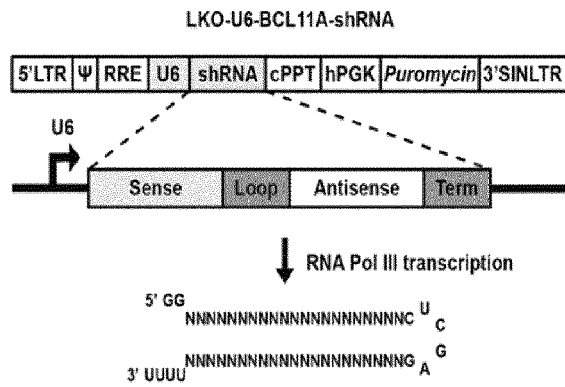 LKO-U6-BCL11A-shRNA
5'LTR Ψ RRE U6 shRNA cPPT hPGK Puromycin 3'SINLTR
U6
Sense Loop Antisense Term
RNA Pol III transcription
5' GG
NNNNNNNNNNNNNNNNNNNNNC U C
G
NNNNNNNNNNNNNNNNNNNNNG A
3' UUUU